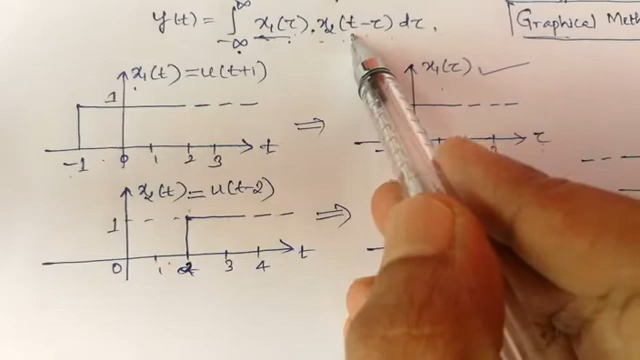 y(t) = ∫_{-∞}^{∞} x₁(τ) . x₂(t-τ) dτ .
Graphical Meth
x₁(t) = u(t+1)
x₁(τ) ✓
1
-1 0 1 2 3 t
⇒
τ
x₂(t) = u(t-2)
1
⇒
0 1 2 3 4 t